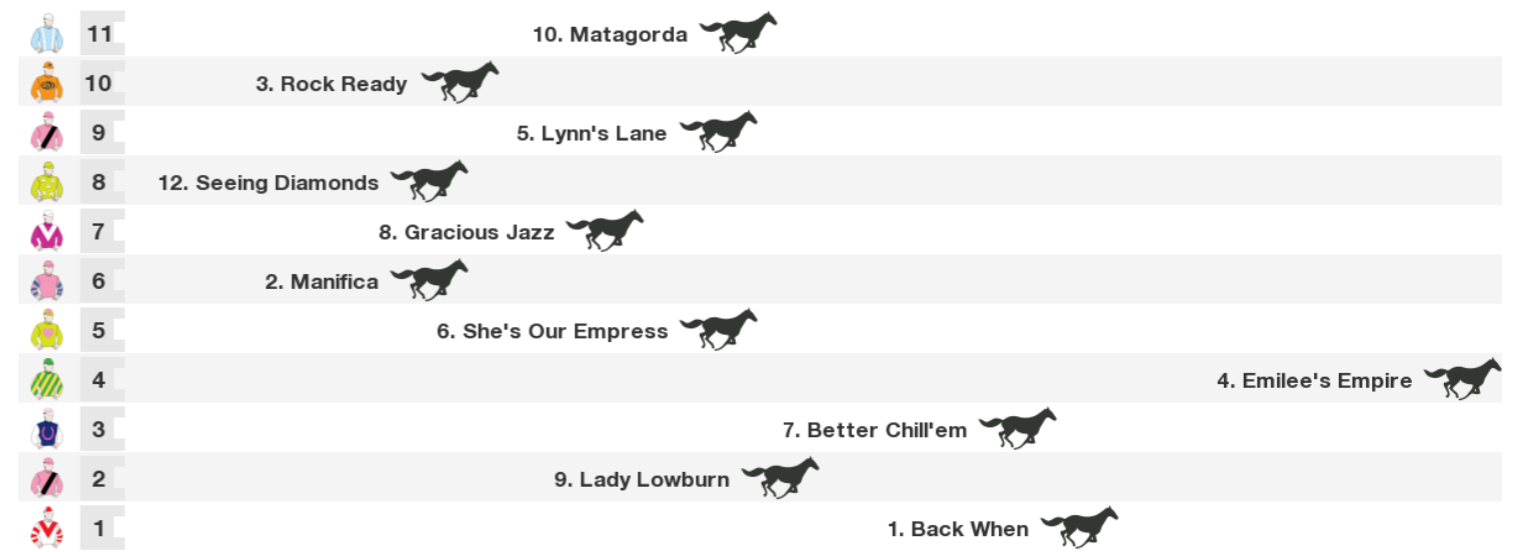 11 10. Matagorda
10 3. Rock Ready
9 5. Lynn's Lane
8 12. Seeing Diamonds
7 8. Gracious Jazz
6 2. Manifica
5 6. She's Our Empress
4 4. Emilee's Empire
3 7. Better Chill'em
2 9. Lady Lowburn
1 1. Back When